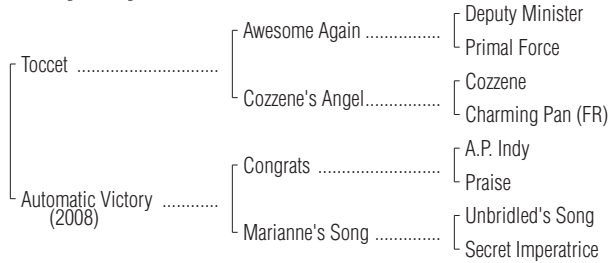 Deputy Minister
Awesome Again ..................
Primal Force
Toccet ............................
Cozzene
Cozzene's Angel...............
Charming Pan (FR)
A.P. Indy
Congrats ......................
Praise
Automatic Victory ...........
(2008)
Unbridled's Song
Marianne's Song ...............
Secret Imperatrice